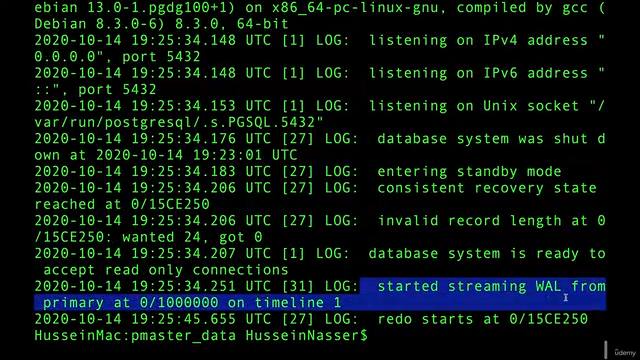 ebian 13.0-1.pgdg100+1) on x86_64-pc-linux-gnu, compiled by gcc (
Debian 8.3.0-6) 8.3.0, 64-bit
2020-10-14 19:25:34.148 UTC [1] LOG:  listening on IPv4 address "
0.0.0.0", port 5432
2020-10-14 19:25:34.148 UTC [1] LOG:  listening on IPv6 address "
::", port 5432
2020-10-14 19:25:34.153 UTC [1] LOG:  listening on Unix socket "/
var/run/postgresql/.s.PGSQL.5432"
2020-10-14 19:25:34.176 UTC [27] LOG:  database system was shut d
own at 2020-10-14 19:23:01 UTC
2020-10-14 19:25:34.183 UTC [27] LOG:  entering standby mode
2020-10-14 19:25:34.206 UTC [27] LOG:  consistent recovery state
reached at 0/15CE250
2020-10-14 19:25:34.206 UTC [27] LOG:  invalid record length at 0
/15CE250: wanted 24, got 0
2020-10-14 19:25:34.207 UTC [1] LOG:  database system is ready to
accept read only connections
2020-10-14 19:25:34.251 UTC [31] LOG:  started streaming WAL from
primary at 0/1000000 on timeline 1
2020-10-14 19:25:45.655 UTC [27] LOG:  redo starts at 0/15CE250
HusseinMac:pmaster_data HusseinNasser$
udemy